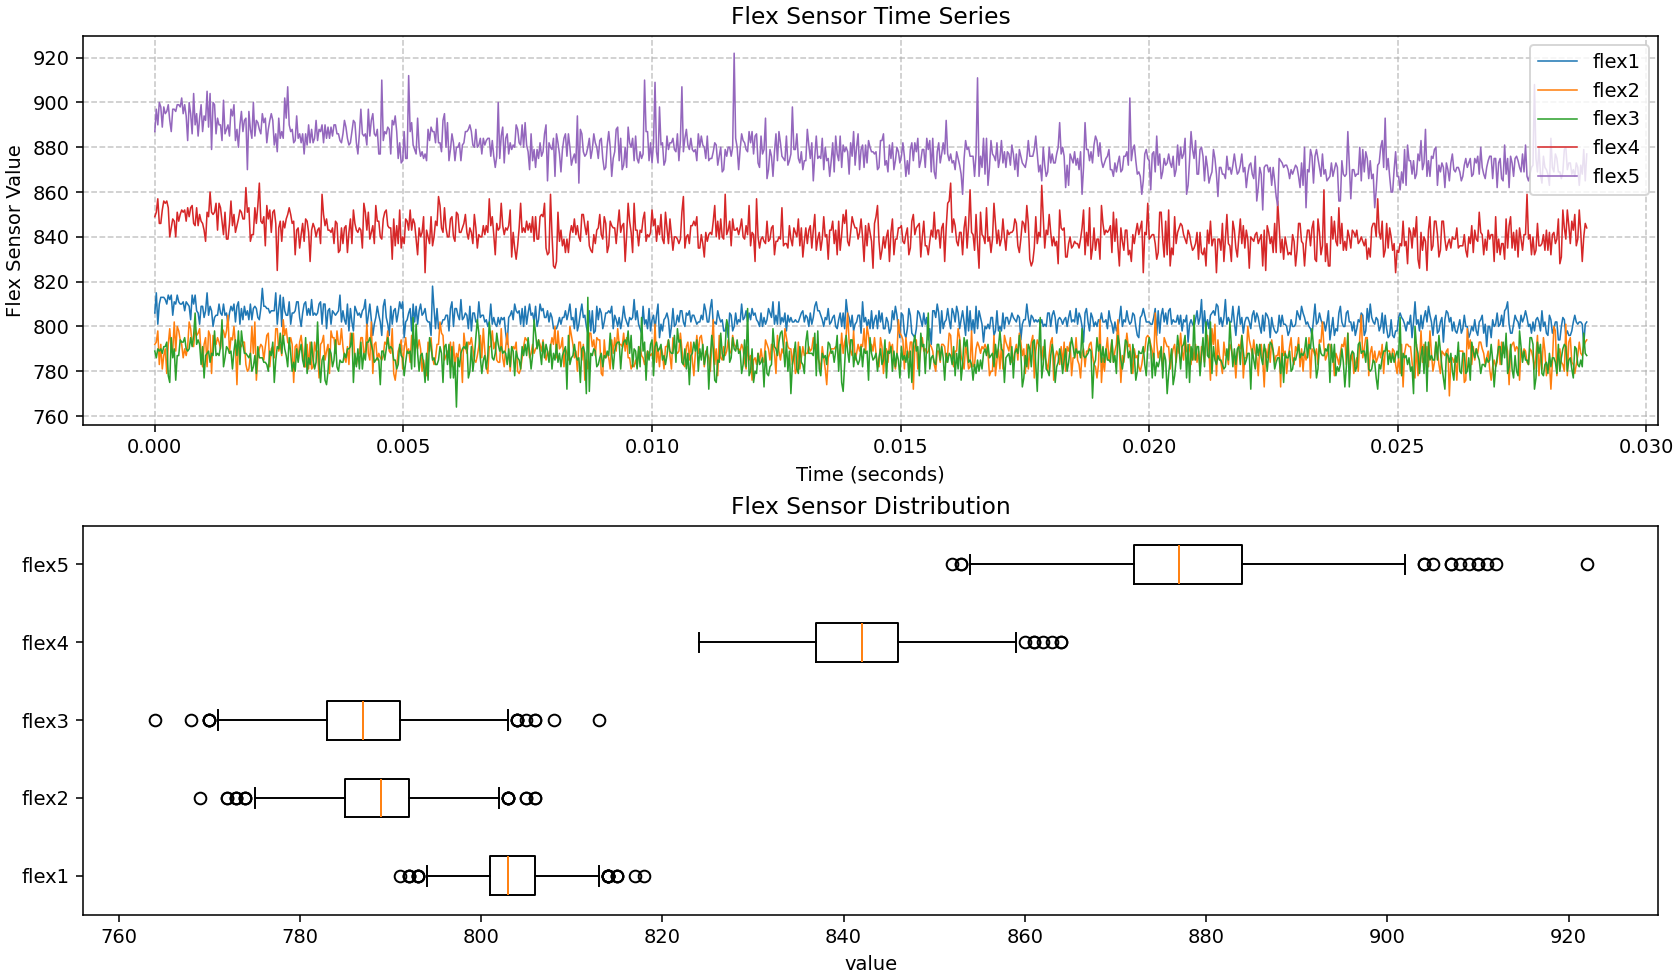 Flex Sensor Time Series
Flex Sensor Value
920
900
880
860
840
820
800
780
760
flex1
flex2
flex3
flex4
flex5
0.000 0.005 0.010 0.015 0.020 0.025 0.030
Time (seconds)
Flex Sensor Distribution
flex5
flex4
flex3
flex2
flex1
760 780 800 820 840 860 880 900 920
value